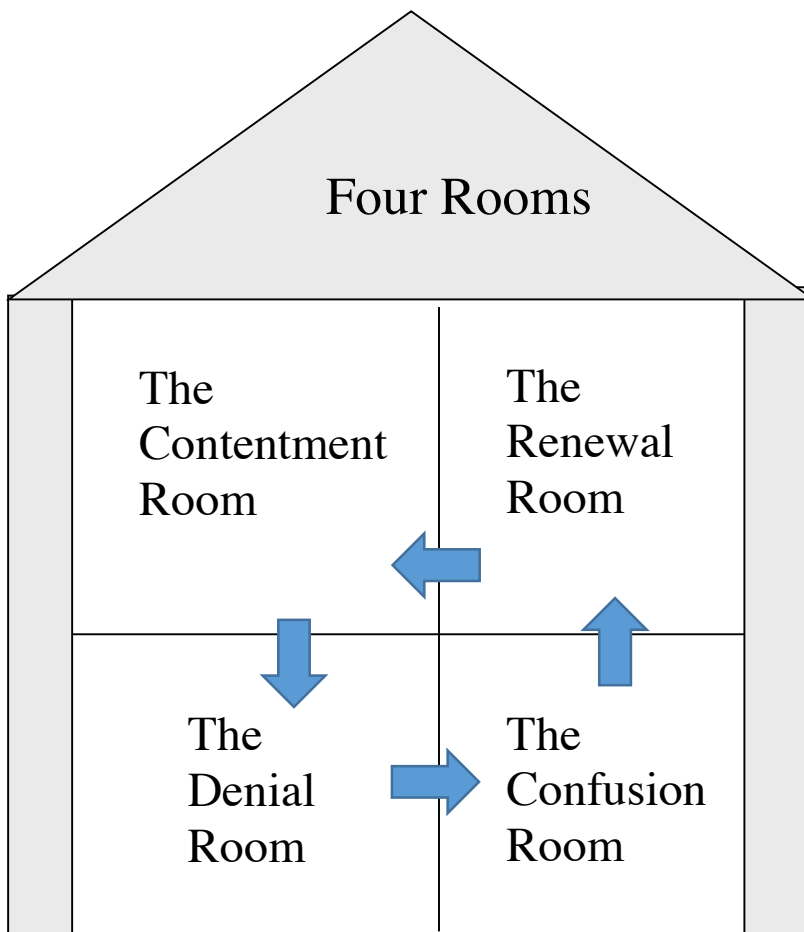 Four Rooms
The
Contentment
Room
The
Renewal
Room
The
Denial
Room
The
Confusion
Room